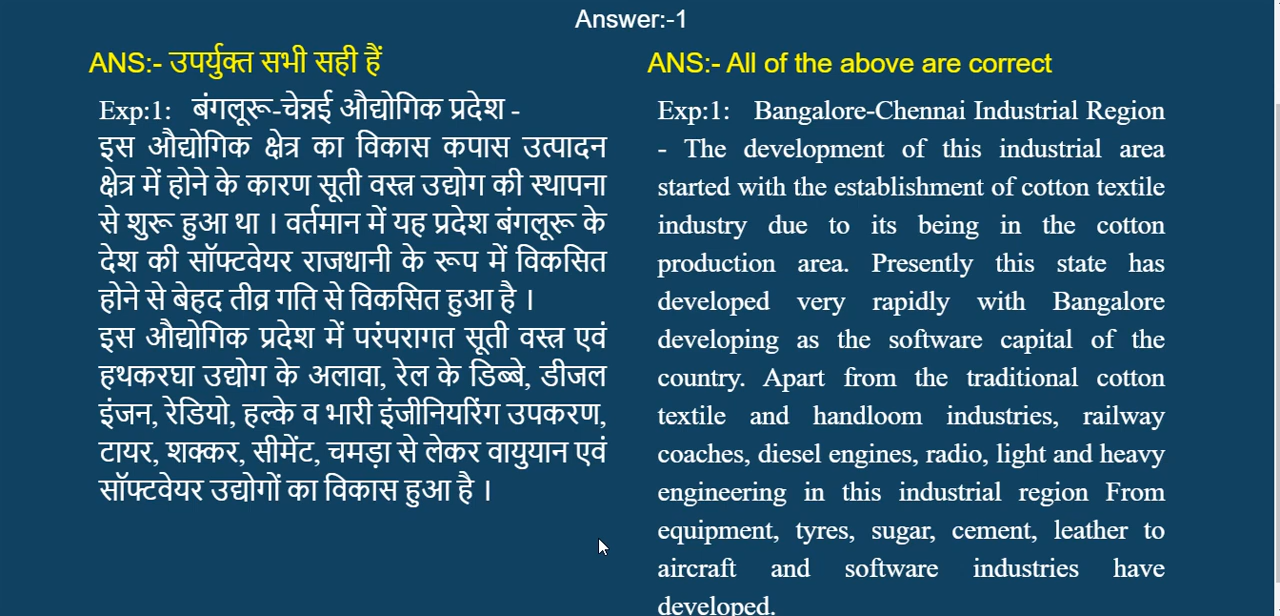 Answer:-1
ANS:- उपर्युक्त सभी सही हैं
Exp:1: बंगलूरू-चेन्नई औद्योगिक प्रदेश -
इस औद्योगिक क्षेत्र का विकास कपास उत्पादन
क्षेत्र में होने के कारण सूती वस्त्र उद्योग की स्थापना
से शुरू हुआ था । वर्तमान में यह प्रदेश बंगलूरू के
देश की सॉफ्टवेयर राजधानी के रूप में विकसित
होने से बेहद तीव्र गति से विकसित हुआ है ।
इस औद्योगिक प्रदेश में परंपरागत सूती वस्त्र एवं
हथकरघा उद्योग के अलावा, रेल के डिब्बे, डीजल
इंजन, रेडियो, हल्के व भारी इंजीनियरिंग उपकरण,
टायर, शक्कर, सीमेंट, चमड़ा से लेकर वायुयान एवं
सॉफ्टवेयर उद्योगों का विकास हुआ है ।
ANS:- All of the above are correct
Exp:1: Bangalore-Chennai Industrial Region
- The development of this industrial area
started with the establishment of cotton textile
industry due to its being in the cotton
production area. Presently this state has
developed very rapidly with Bangalore
developing as the software capital of the
country. Apart from the traditional cotton
textile and handloom industries, railway
coaches, diesel engines, radio, light and heavy
engineering in this industrial region From
equipment, tyres, sugar, cement, leather to
aircraft and software industries have
developed.